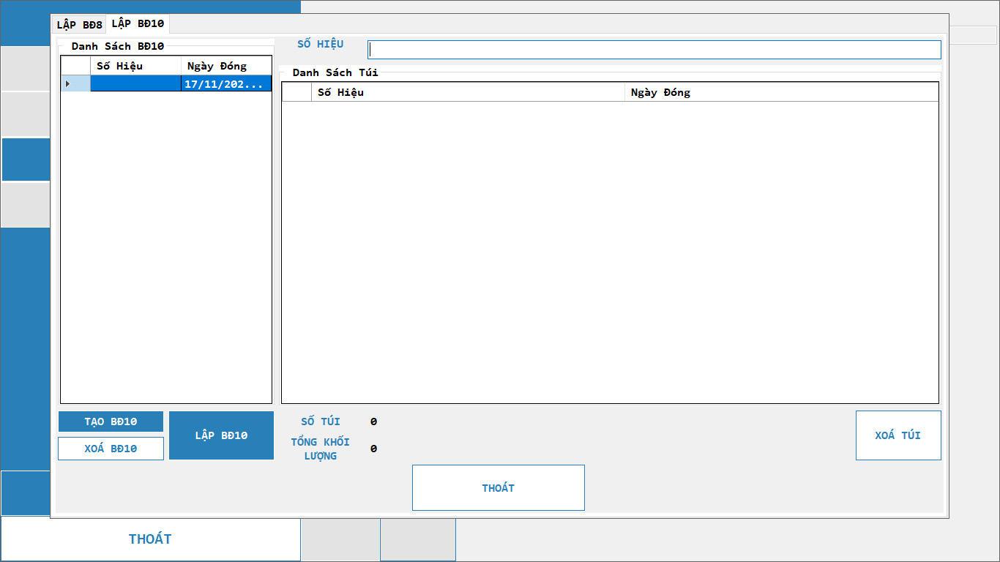 LẬP BĐ8 LẬP BĐ10
Danh Sách BĐ10
Số Hiệu Ngày Đóng
17/11/202...
SỐ HIỆU
Danh Sách Túi
Số Hiệu Ngày Đóng
TẠO BĐ10
XOÁ BĐ10
LẬP BĐ10
SỐ TÚI 0
TỔNG KHỐI
LƯỢNG
0
XOÁ TÚI
THOÁT
THOÁT